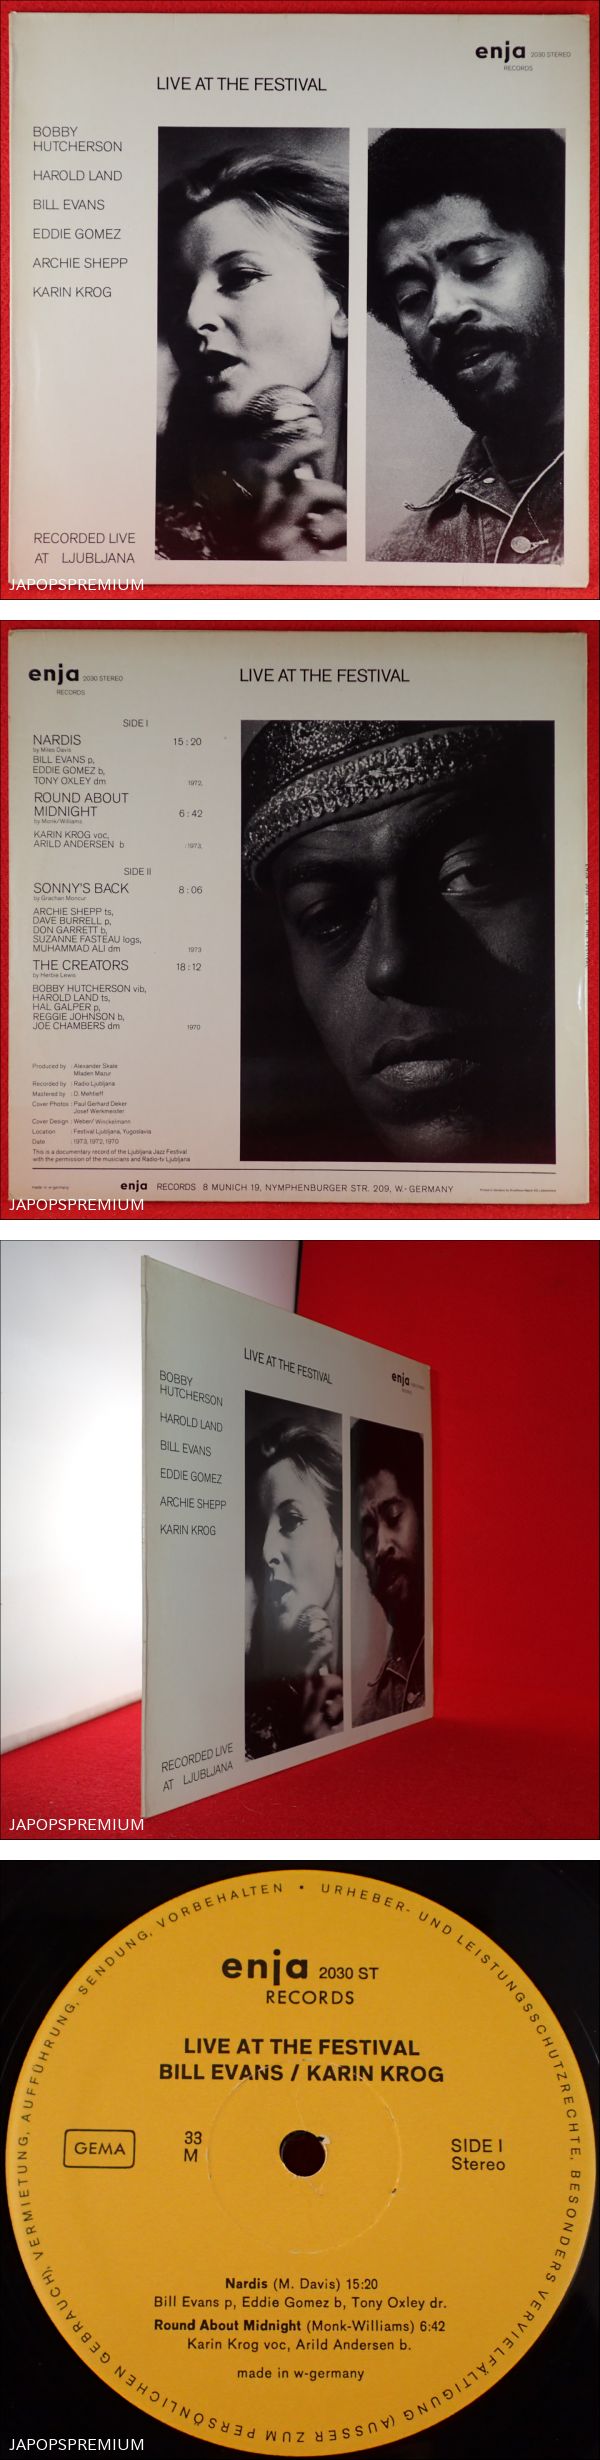 enja 2030 STEREO
RECORDS
LIVE AT THE FESTIVAL
BOBBY
HUTCHERSON
HAROLD LAND
BILL EVANS
EDDIE GOMEZ
ARCHIE SHEPP
KARIN KROG
RECORDED LIVE
AT LJUBLJANA
JAPOPSPREMIUM
enja 2030 STEREO
RECORDS
LIVE AT THE FESTIVAL
SIDE I
NARDIS 15:20
by Miles Davis
BILL EVANS p,
EDDIE GOMEZ b,
TONY OXLEY dm 1972,
ROUND ABOUT
MIDNIGHT 6:42
by Monk/Williams
KARIN KROG voc,
ARILD ANDERSEN b 1973,
SIDE II
SONNY'S BACK 8:06
by Grachan Moncur
ARCHIE SHEPP ts,
DAVE BURRELL p,
DON GARRETT b,
SUZANNE FASTEAU logs,
MUHAMMAD ALI dm 1973
THE CREATORS 18:12
by Herbie Lewis
BOBBY HUTCHERSON vib,
HAROLD LAND ts,
HAL GALPER p,
REGGIE JOHNSON b,
JOE CHAMBERS dm 1970
Produced by : Alexander Skale
Mladen Mazur
Recorded by : Radio Ljubljana
Mastered by : D. Mehtieff
Cover Photos : Paul Gerhard Deker
Josef Werkmeister
Cover Design : Weber/Winckelmann
Location : Festival Ljubljana, Yugoslavia
Date : 1973, 1972, 1970
This is a documentary record of the Ljubljana Jazz Festival
with the permission of the musicians and Radio-tv Ljubljana
made in w-germany
enja RECORDS 8 MUNICH 19, NYMPHENBURGER STR. 209, W.-GERMANY
JAPOPSPREMIUM
LIVE AT THE FESTIVAL
enja
BOBBY
HUTCHERSON
HAROLD LAND
BILL EVANS
EDDIE GOMEZ
ARCHIE SHEPP
KARIN KROG
RECORDED LIVE
AT LJUBLJANA
JAPOPSPREMIUM
URHEBER- UND LEISTUNGSSCHUTZRECHTE, BESONDERS VERVIELFÄLTIGUNG (AUSSER ZUM PERSÖNLICHEN GEBRAUCH), VERMIETUNG, AUFFÜHRUNG, SENDUNG, VORBEHALTEN •
enja 2030 ST
RECORDS
LIVE AT THE FESTIVAL
BILL EVANS / KARIN KROG
GEMA
33
M
SIDE I
Stereo
Nardis (M. Davis) 15:20
Bill Evans p, Eddie Gomez b, Tony Oxley dr.
Round About Midnight (Monk-Williams) 6:42
Karin Krog voc, Arild Andersen b.
made in w-germany
JAPOPSPREMIUM